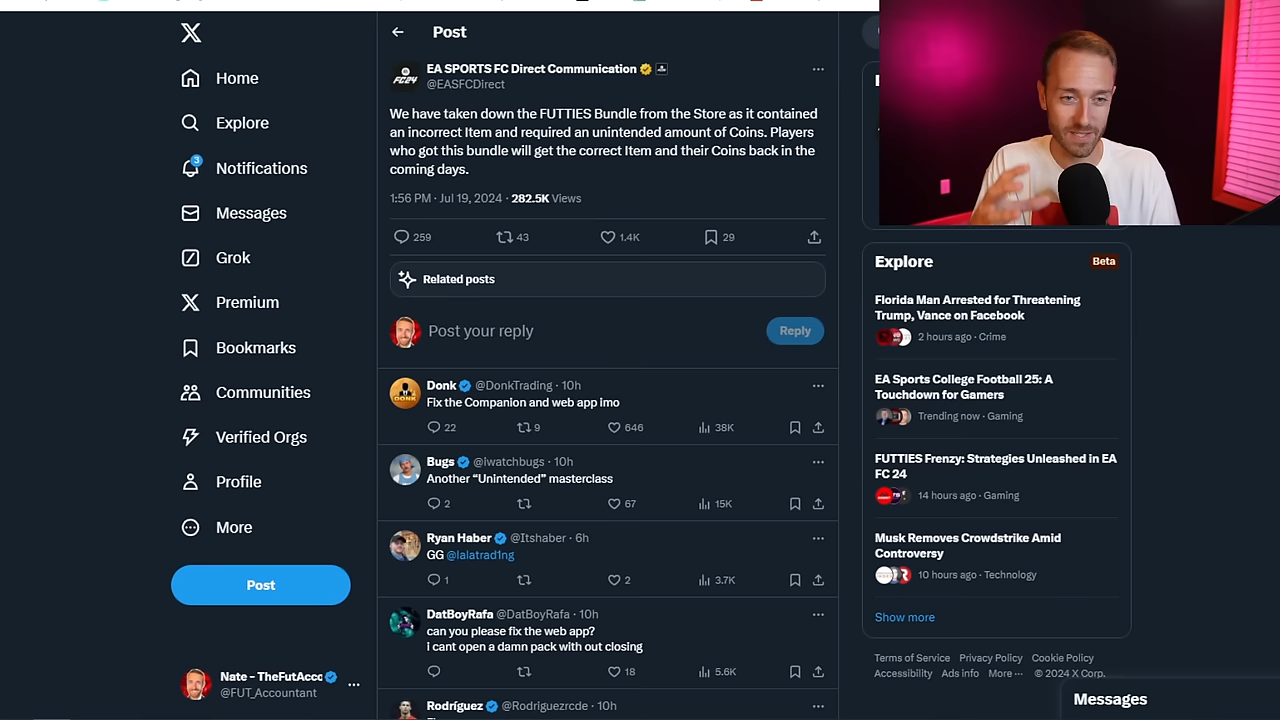 Post
EA SPORTS FC Direct Communication
@EASFCDirect
FC24
We have taken down the FUTTIES Bundle from the Store as it contained
an incorrect Item and required an unintended amount of Coins. Players
who got this bundle will get the correct Item and their Coins back in the
coming days.
1:56 PM · Jul 19, 2024 · 282.5K Views
259 43 1.4K 29
Related posts
Post your reply
Reply
Donk @DonkTrading · 10h
DONK
Fix the Companion and web app imo
22 9 646 38K
Bugs @iwatchbugs · 10h
Another “Unintended” masterclass
2 67 15K
Ryan Haber @Itshaber · 6h
GG @lalatrad1ng
1 2 3.7K
DatBoyRafa @DatBoyRafa · 10h
can you please fix the web app?
i cant open a damn pack with out closing
18 5.6K
Rodríguez @Rodriguezrcde · 10h
Home
Explore
3
Notifications
Messages
Grok
Premium
Bookmarks
Communities
Verified Orgs
Profile
More
Post
Nate - TheFutAcc
@FUT_Accountant
Explore
Beta
Florida Man Arrested for Threatening
Trump, Vance on Facebook
2 hours ago · Crime
EA Sports College Football 25: A
Touchdown for Gamers
Trending now · Gaming
FUTTIES Frenzy: Strategies Unleashed in EA
FC 24
14 hours ago · Gaming
Musk Removes Crowdstrike Amid
Controversy
10 hours ago · Technology
Show more
Terms of Service Privacy Policy Cookie Policy
Accessibility Ads info More ··· © 2024 X Corp.
Messages